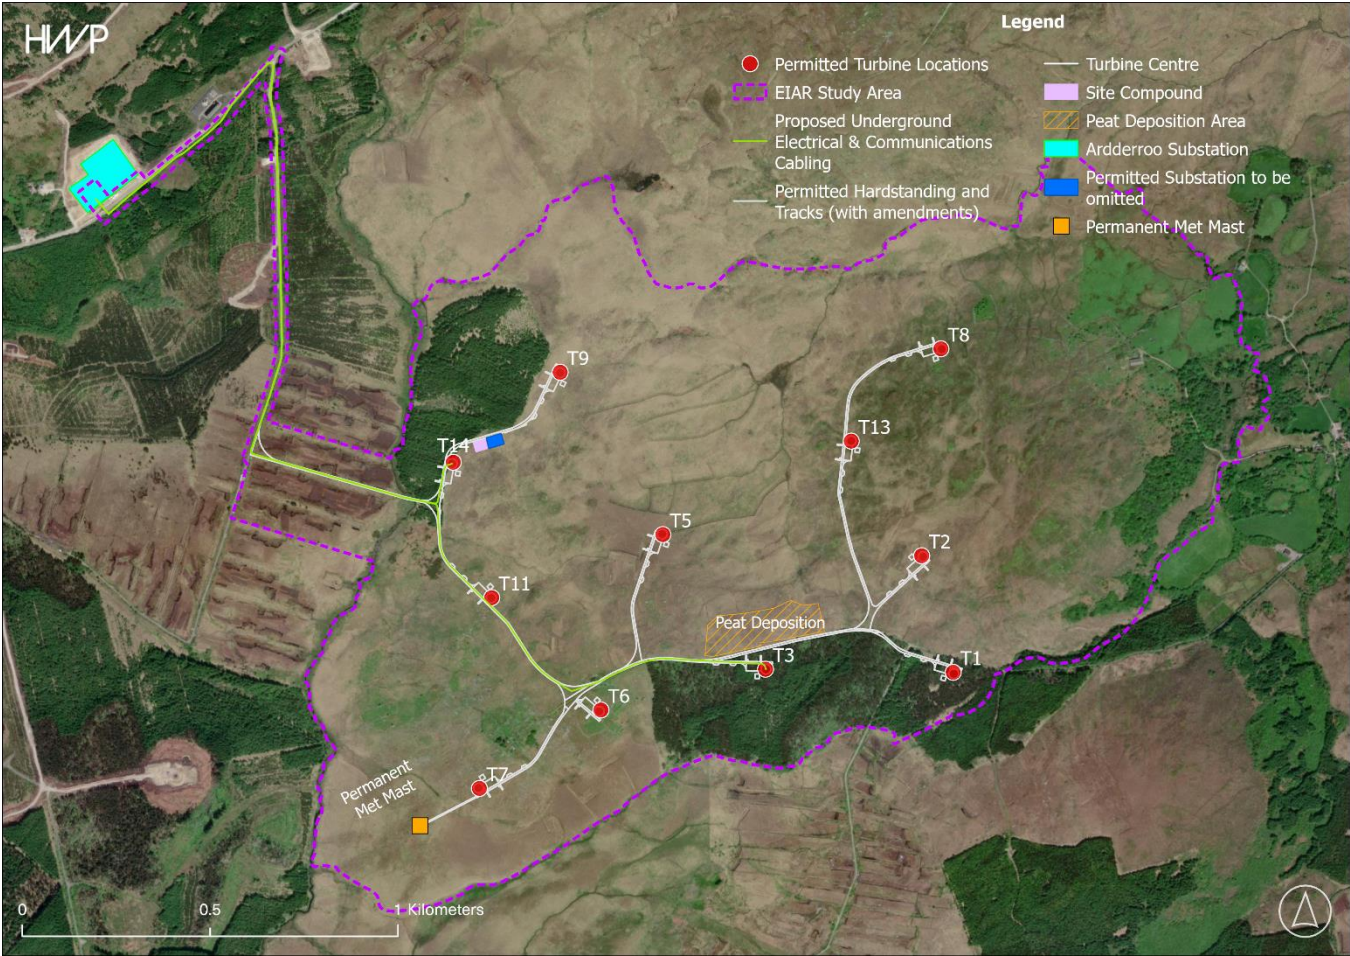 HWP
Legend
Permitted Turbine Locations
EIAR Study Area
Proposed Underground
Electrical & Communications
Cabling
Permitted Hardstanding and
Tracks (with amendments)
Turbine Centre
Site Compound
Peat Deposition Area
Ardderroo Substation
Permitted Substation to be
omitted
Permanent Met Mast
T8
T9
T13
T14
T5
T2
T11
Peat Deposition
T3
T1
T6
T7
Permanent
Met Mast
0
0.5
1 Kilometers